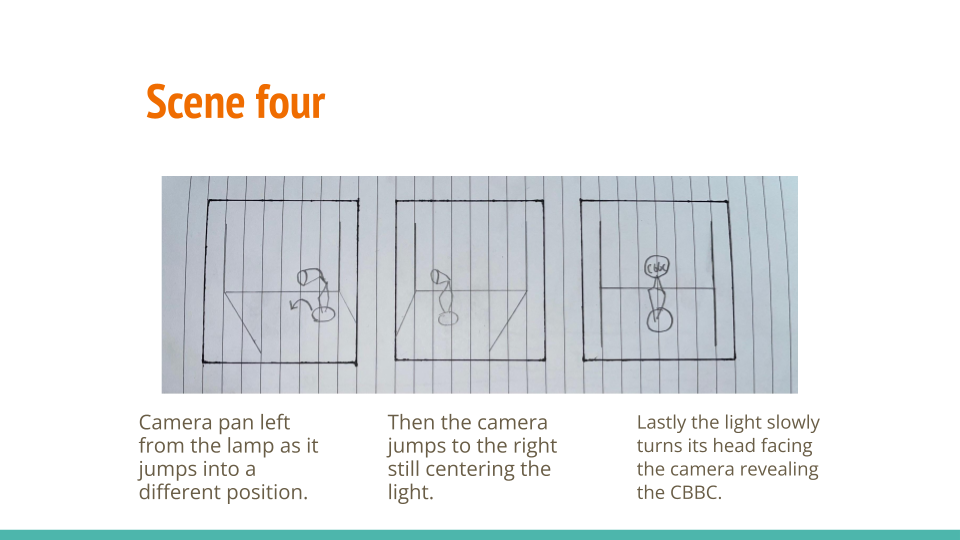 Scene four
CBBC
Camera pan left
from the lamp as it
jumps into a
different position.
Then the camera
jumps to the right
still centering the
light.
Lastly the light slowly
turns its head facing
the camera revealing
the CBBC.